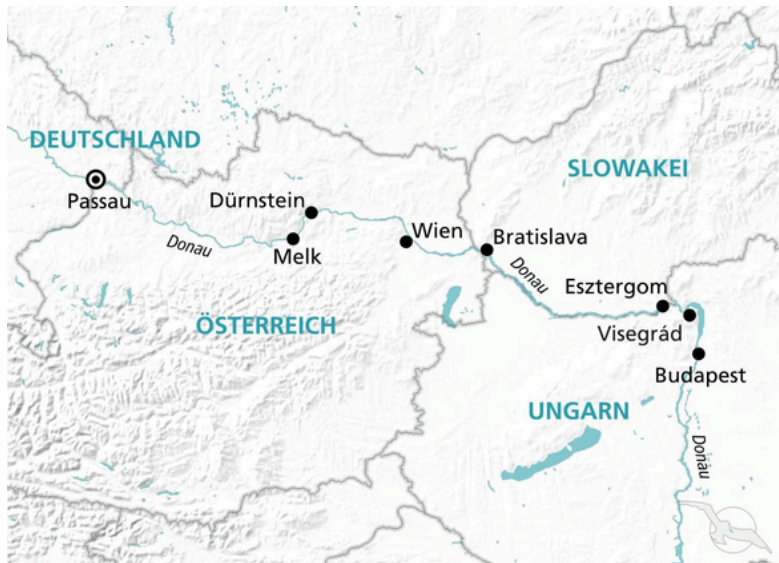 DEUTSCHLAND
SLOWAKEI
Passau
Dürnstein
Donau
Melk
Wien
Bratislava
Donau
Esztergom
ÖSTERREICH
Visegrád
Budapest
UNGARN
Donau